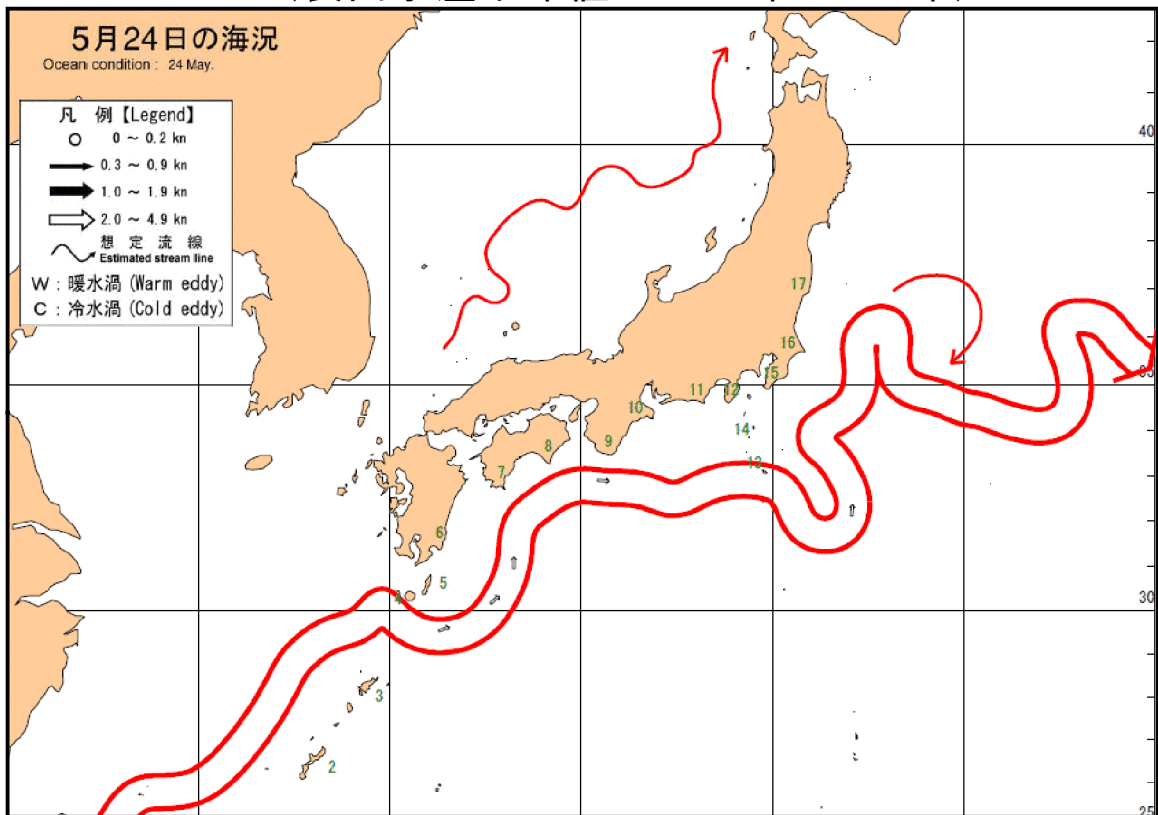 5月24日の海況
Ocean condition : 24 May.
凡 例【Legend】
0 ～ 0.2 kn
0.3 ～ 0.9 kn
1.0 ～ 1.9 kn
2.0 ～ 4.9 kn
想 定 流 線
Estimated stream line
W : 暖水渦 (Warm eddy)
C : 冷水渦 (Cold eddy)
40
17
16
15
35
11
12
10
14
9
8
13
7
6
5
4
30
3
2
25